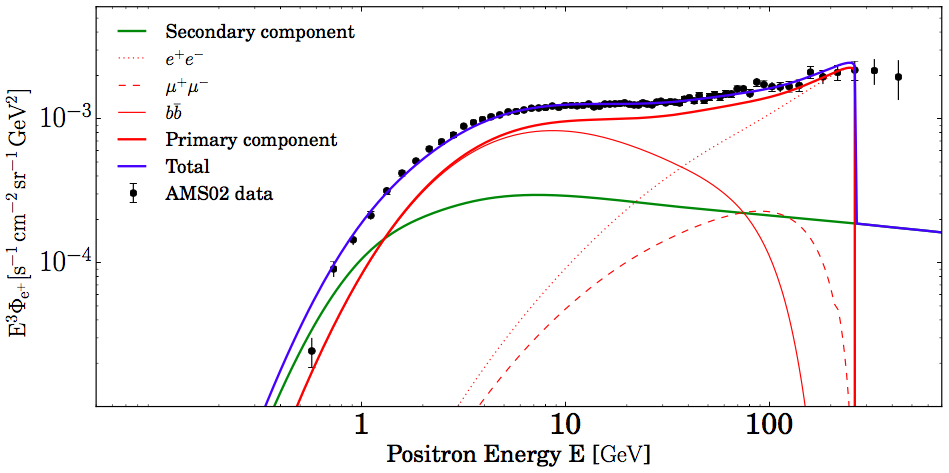 Secondary component
e⁺e⁻
μ⁺μ⁻
bb̄
Primary component
Total
AMS02 data
E³Φₑ₊ [s⁻¹ cm⁻² sr⁻¹ GeV²]
10⁻³
10⁻⁴
1 10 100
Positron Energy E [GeV]